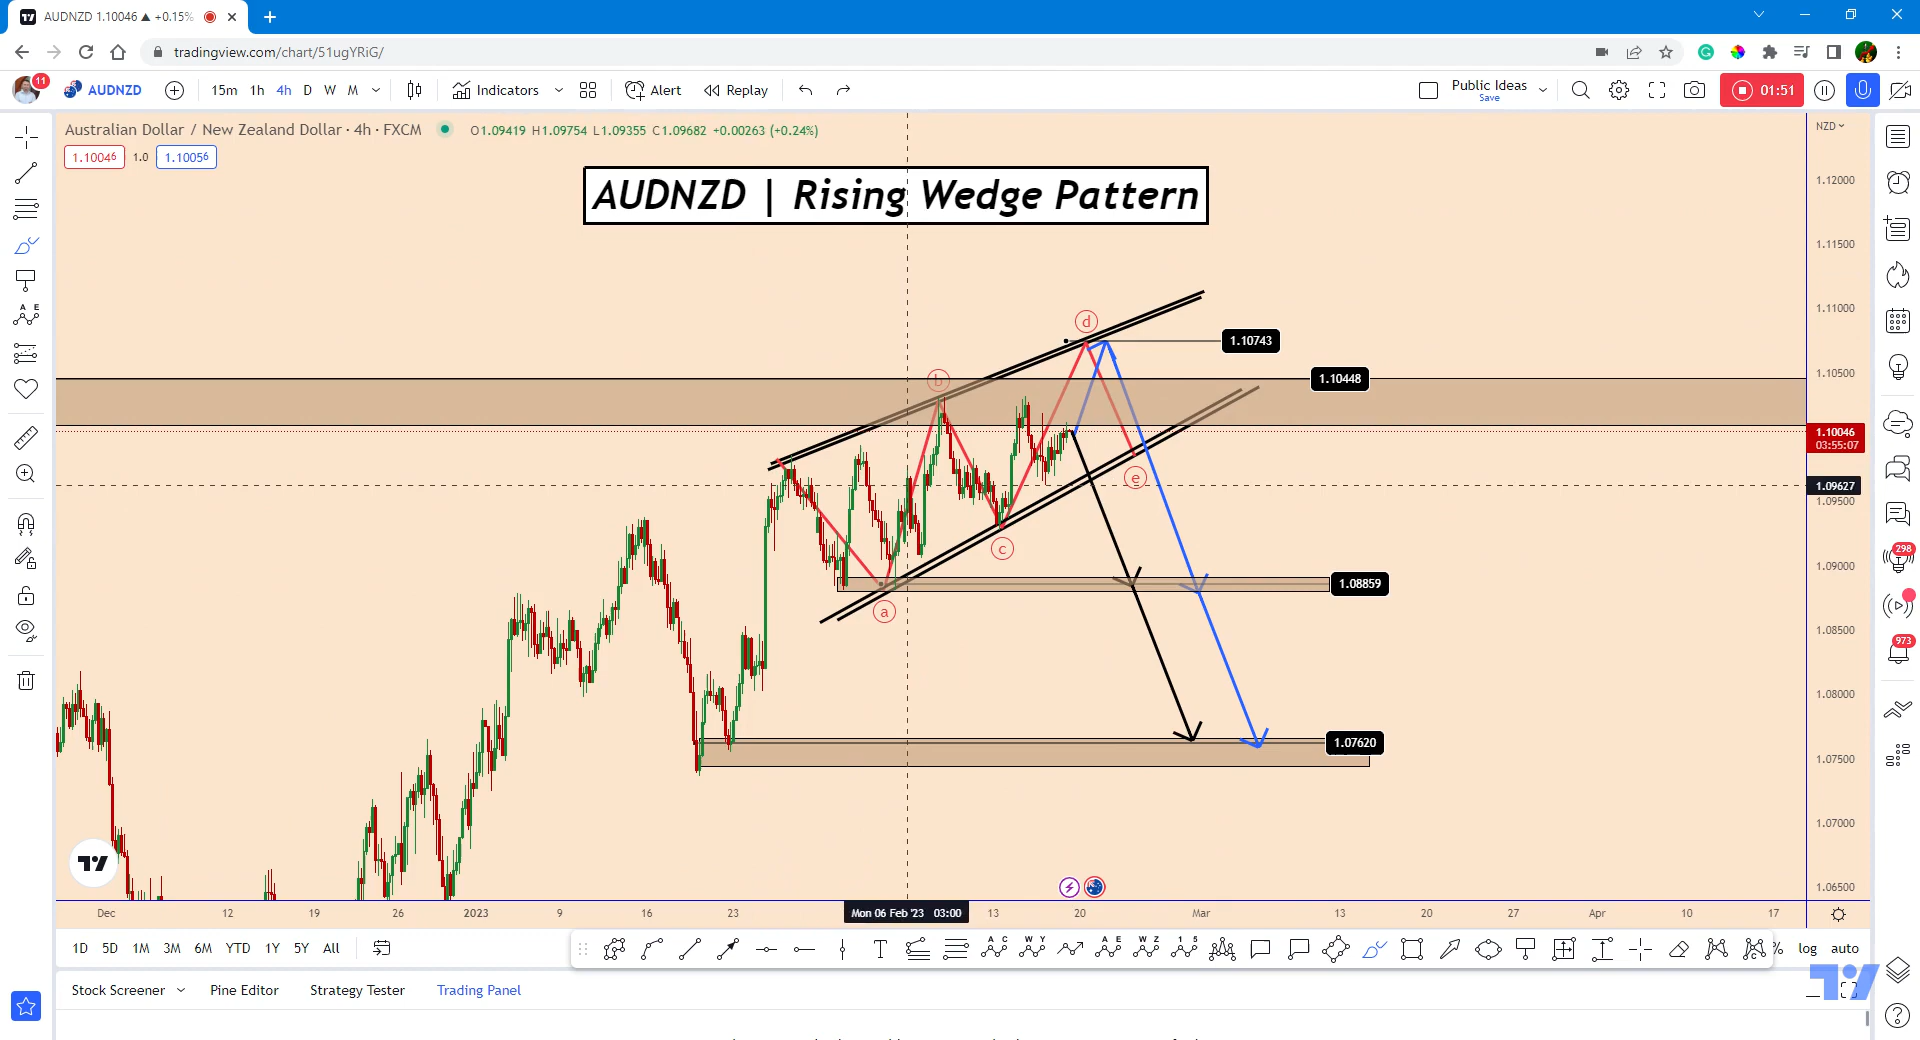 AUDNZD 1.10046 ▲ +0.15%
tradingview.com/chart/51ugYRiG/
11
AUDNZD 15m 1h 4h D W M Indicators Alert Replay Public Ideas Save 01:51
Australian Dollar / New Zealand Dollar · 4h · FXCM O1.09419 H1.09754 L1.09355 C1.09682 +0.00263 (+0.24%)
1.10046 1.0 1.10056
NZD
AUDNZD | Rising Wedge Pattern
1.12000
1.11500
1.11000
d
1.10743
1.10500
1.10448
b
1.10046
03:55:07
e
1.09627
1.09500
c
298
1.09000
1.08859
a
1.08500
973
1.08000
1.07620
1.07500
1.07000
1.06500
Dec 12 19 26 2023 9 16 23 Mon 06 Feb '23 03:00 13 20 Mar 13 20 27 Apr 10 17
1D 5D 1M 3M 6M YTD 1Y 5Y All % log auto
Stock Screener Pine Editor Strategy Tester Trading Panel